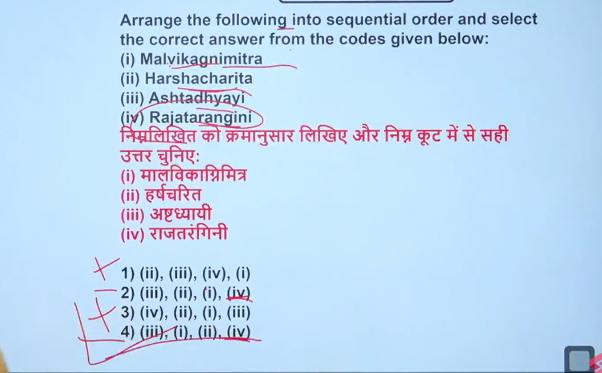 Arrange the following into sequential order and select
the correct answer from the codes given below:
(i) Malvikagnimitra
(ii) Harshacharita
(iii) Ashtadhyayi
(iv) Rajatarangini
निम्नलिखित को क्रमानुसार लिखिए और निम्न कूट में से सही
उत्तर चुनिए:
(i) मालविकाग्निमित्र
(ii) हर्षचरित
(iii) अष्टध्यायी
(iv) राजतरंगिनी
1) (ii), (iii), (iv), (i)
2) (iii), (ii), (i), (iv)
3) (iv), (ii), (i), (iii)
4) (iii), (i), (ii), (iv)